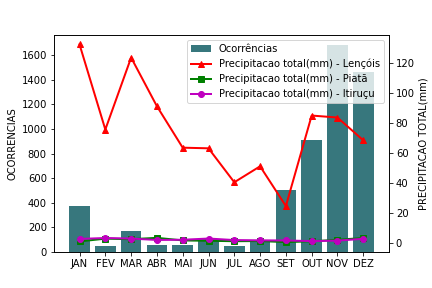 Ocorrências
Precipitacao total(mm) - Lençóis
Precipitacao total(mm) - Piatã
Precipitacao total(mm) - Itiruçu
OCORRENCIAS
PRECIPITACAO TOTAL(mm)
1600
1400
1200
1000
800
600
400
200
0
120
100
80
60
40
20
0
JAN FEV MAR ABR MAI JUN JUL AGO SET OUT NOV DEZ